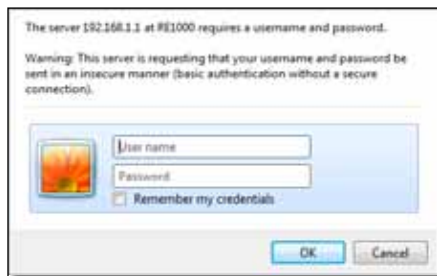 The server 192.168.1.1 at RE1000 requires a username and password.
Warning: This server is requesting that your username and password be
sent in an insecure manner (basic authentication without a secure
connection).
User name
Password
Remember my credentials
OK
Cancel